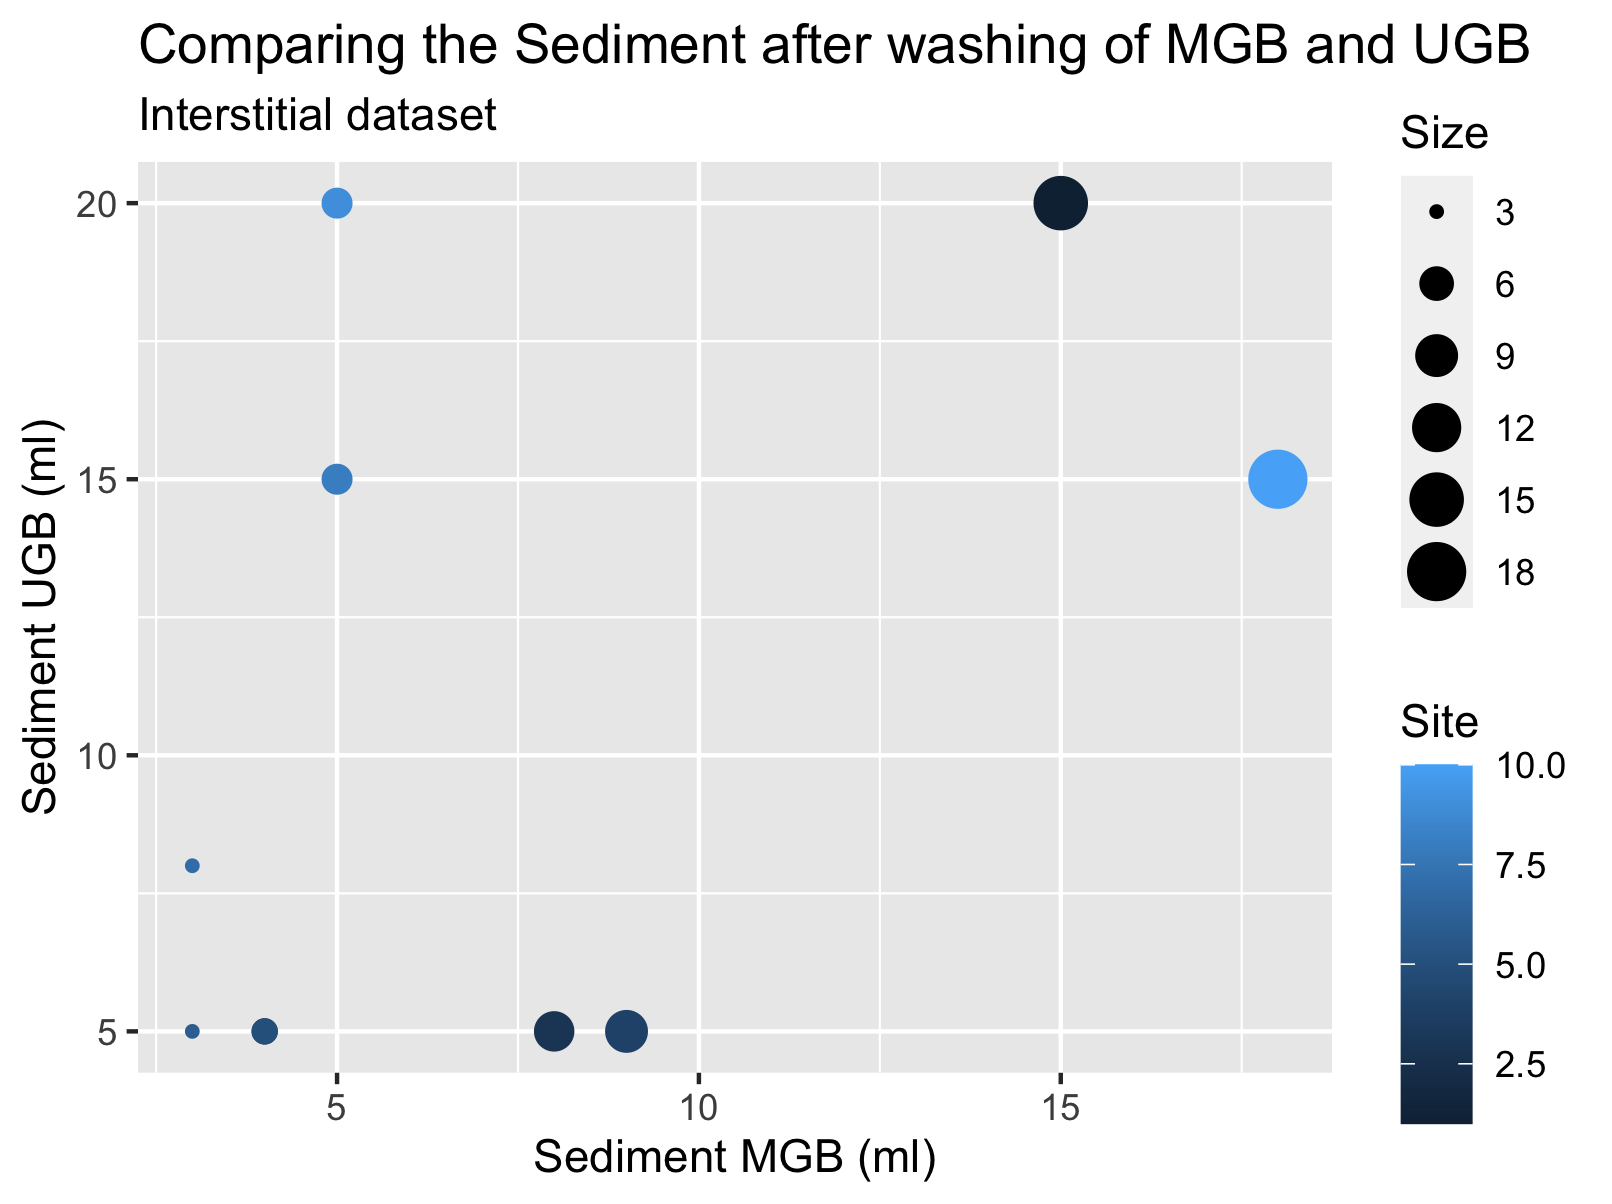 Comparing the Sediment after washing of MGB and UGB
Interstitial dataset
20
15
10
5
Sediment UGB (ml)
5 10 15
Sediment MGB (ml)
Size
3
6
9
12
15
18
Site
10.0
7.5
5.0
2.5